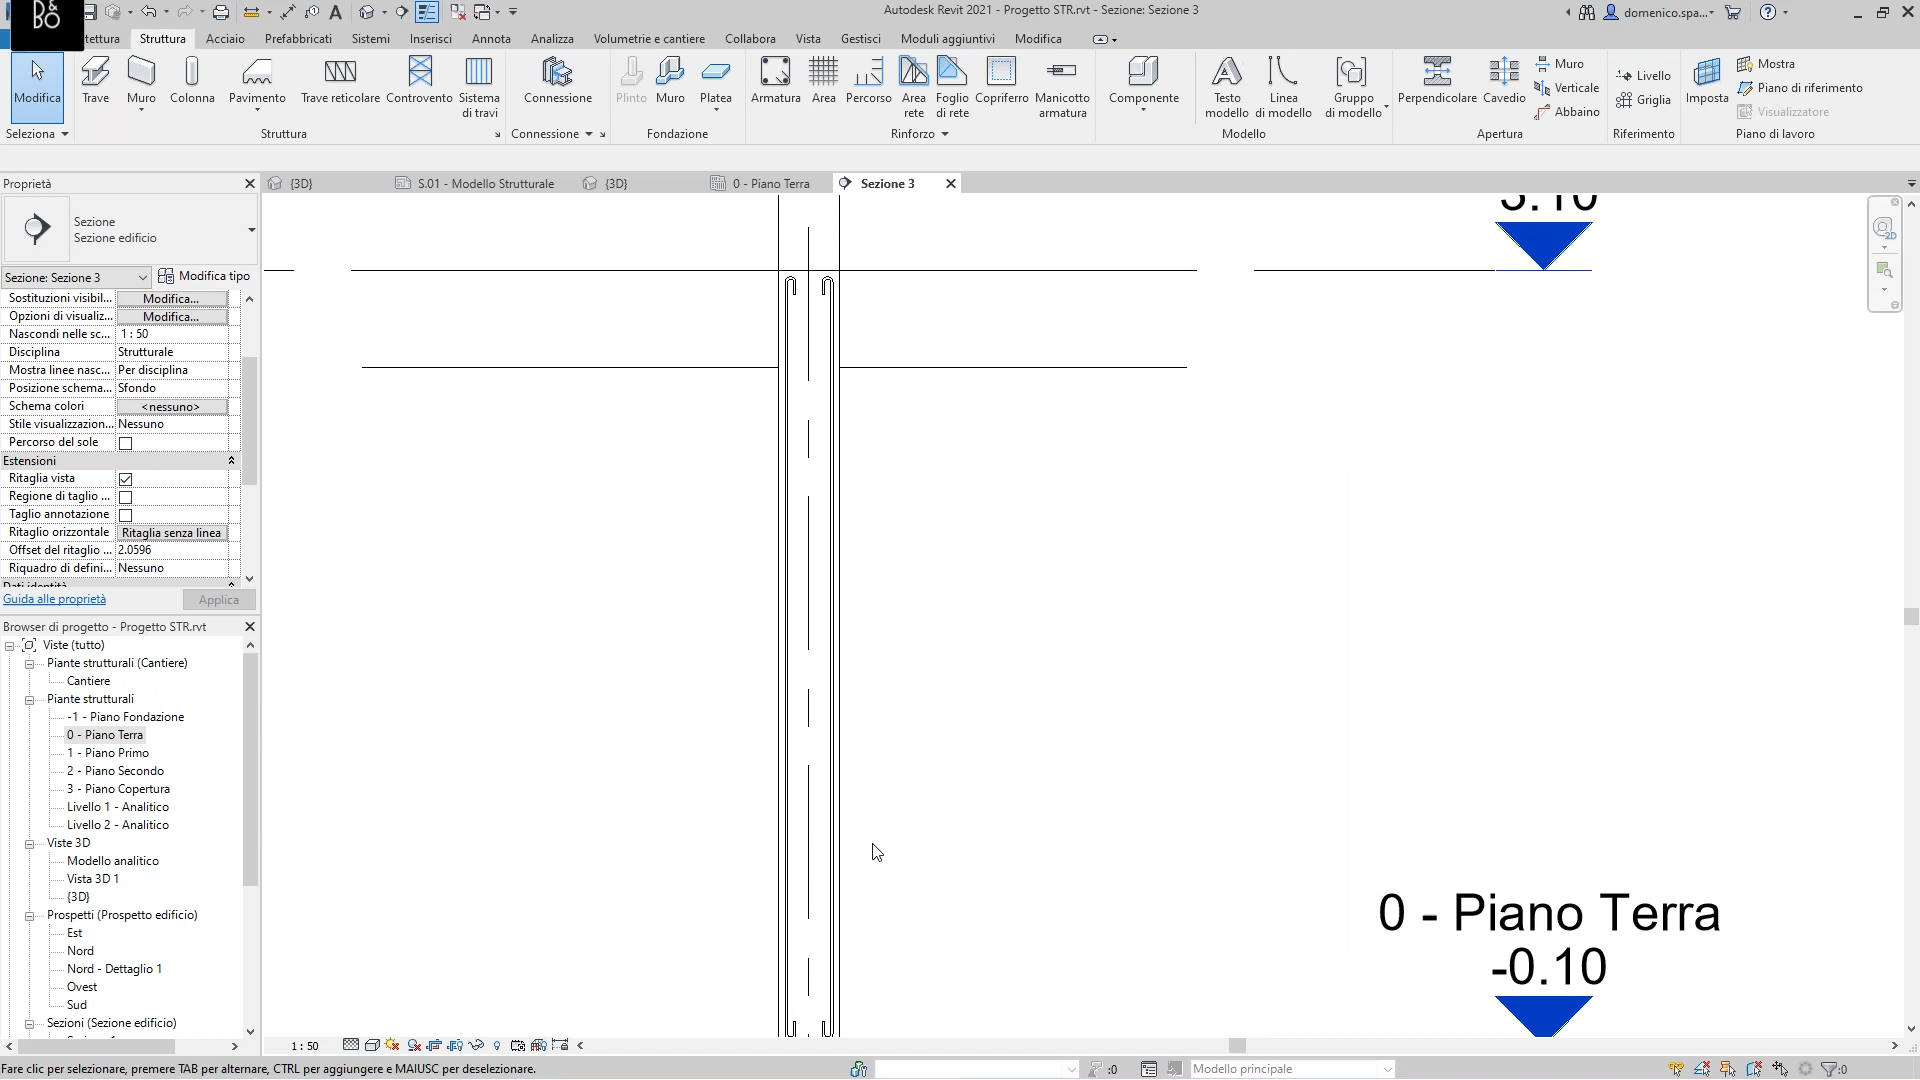 B&
BO
Autodesk Revit 2021 - Progetto STR.rvt - Sezione: Sezione 3
domenico.spa...
tettura Struttura Acciaio Prefabbricati Sistemi Inserisci Annota Analizza Volumetrie e cantiere Collabora Vista Gestisci Moduli aggiuntivi Modifica
Modifica Trave Muro Colonna Pavimento Trave reticolare Controvento Sistema di travi Connessione Plinto Muro Platea Armatura Area Percorso Area rete Foglio di rete Copriferro Manicotto armatura Componente Testo modello Linea di modello Gruppo di modello Perpendicolare Cavedio Muro Verticale Abbaino Livello Griglia Imposta Mostra Piano di riferimento Visualizzatore
Seleziona Struttura Connessione Fondazione Rinforzo Modello Apertura Riferimento Piano di lavoro
Proprietà
{3D} S.01 - Modello Strutturale {3D} 0 - Piano Terra Sezione 3
Sezione
Sezione edificio
Sezione: Sezione 3 Modifica tipo
Sostituzioni visibil... Modifica...
Opzioni di visualiz... Modifica...
Nascondi nelle sc... 1 : 50
Disciplina Strutturale
Mostra linee nasc... Per disciplina
Posizione schema... Sfondo
Schema colori <nessuno>
Stile visualizzazion... Nessuno
Percorso del sole
Estensioni
Ritaglia vista
Regione di taglio ...
Taglio annotazione
Ritaglio orizzontale Ritaglia senza linea
Offset del ritaglio ... 2.0596
Riquadro di defini... Nessuno
Dati identità
Guida alle proprietà Applica
Browser di progetto - Progetto STR.rvt
Viste (tutto)
Piante strutturali (Cantiere)
Cantiere
Piante strutturali
-1 - Piano Fondazione
0 - Piano Terra
1 - Piano Primo
2 - Piano Secondo
3 - Piano Copertura
Livello 1 - Analitico
Livello 2 - Analitico
Viste 3D
Modello analitico
Vista 3D 1
{3D}
Prospetti (Prospetto edificio)
Est
Nord
Nord - Dettaglio 1
Ovest
Sud
Sezioni (Sezione edificio)
0 - Piano Terra
-0.10
1 : 50
Fare clic per selezionare, premere TAB per alternare, CTRL per aggiungere e MAIUSC per deselezionare.
:0
Modello principale
:0
2D